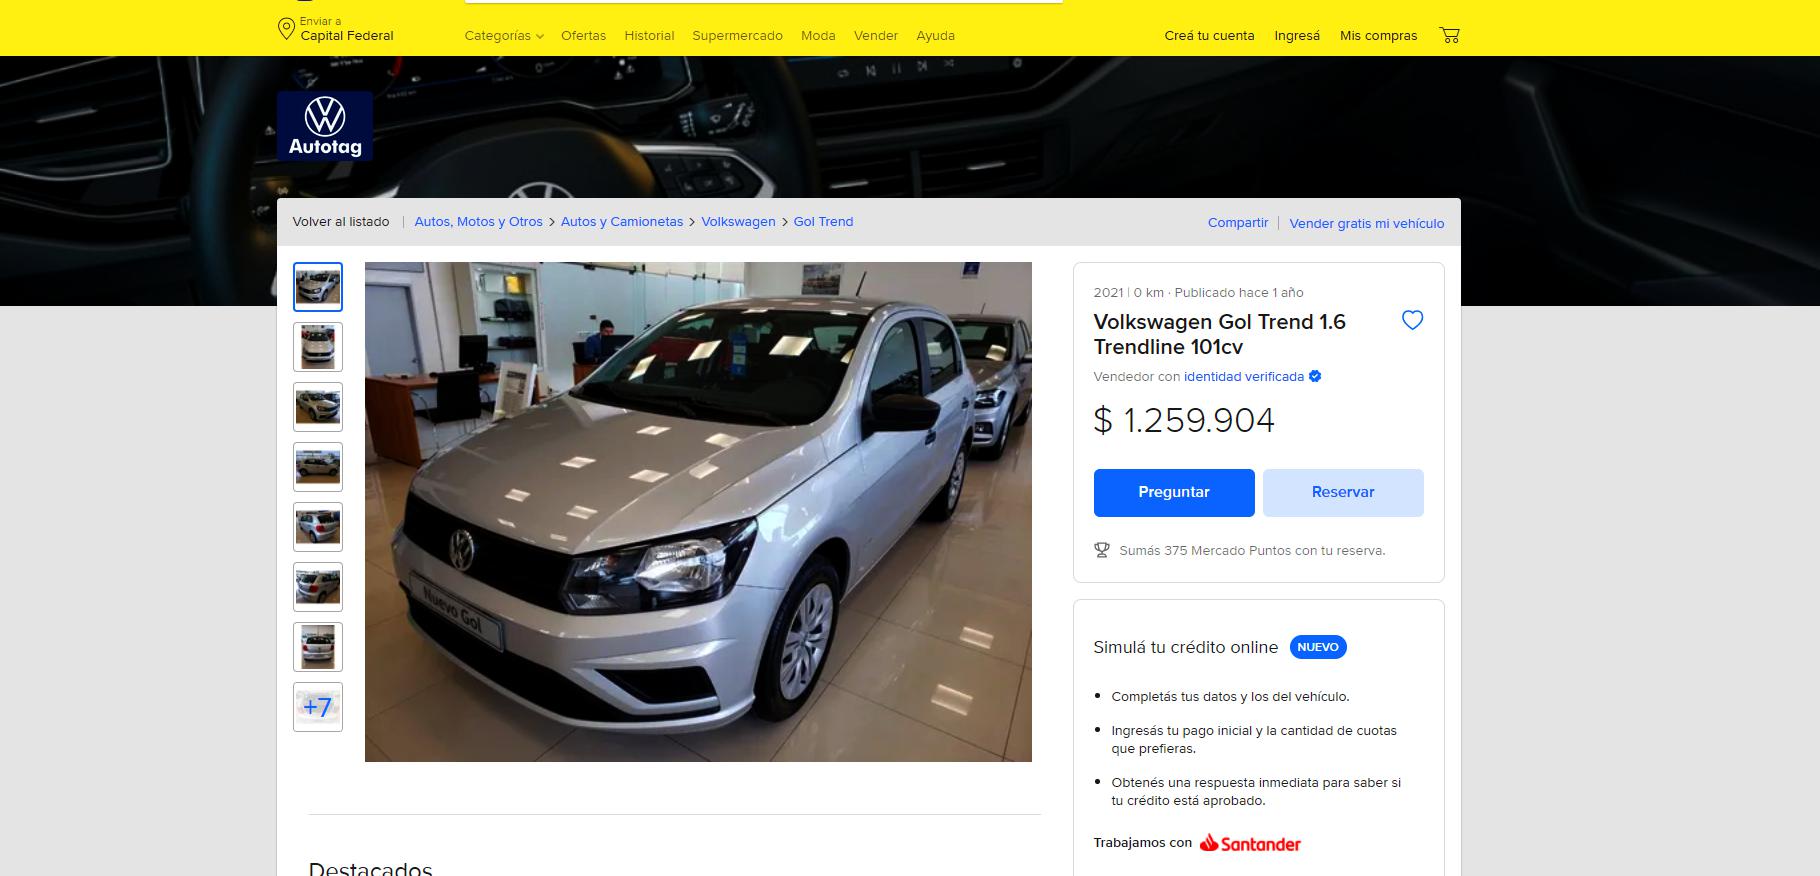 Enviar a
Capital Federal
Categorías
Ofertas
Historial
Supermercado
Moda
Vender
Ayuda
Creá tu cuenta
Ingresá
Mis compras
Autotag
Volver al listado
Autos, Motos y Otros
Autos y Camionetas
Volkswagen
Gol Trend
Compartir
Vender gratis mi vehículo
+7
Nuevo Gol
2021 | 0 km · Publicado hace 1 año
Volkswagen Gol Trend 1.6
Trendline 101cv
Vendedor con identidad verificada
$ 1.259.904
Preguntar
Reservar
Sumás 375 Mercado Puntos con tu reserva.
Simulá tu crédito online NUEVO
Completás tus datos y los del vehículo.
Ingresás tu pago inicial y la cantidad de cuotas
que prefieras.
Obtenés una respuesta inmediata para saber si
tu crédito está aprobado.
Trabajamos con Santander
Destacados